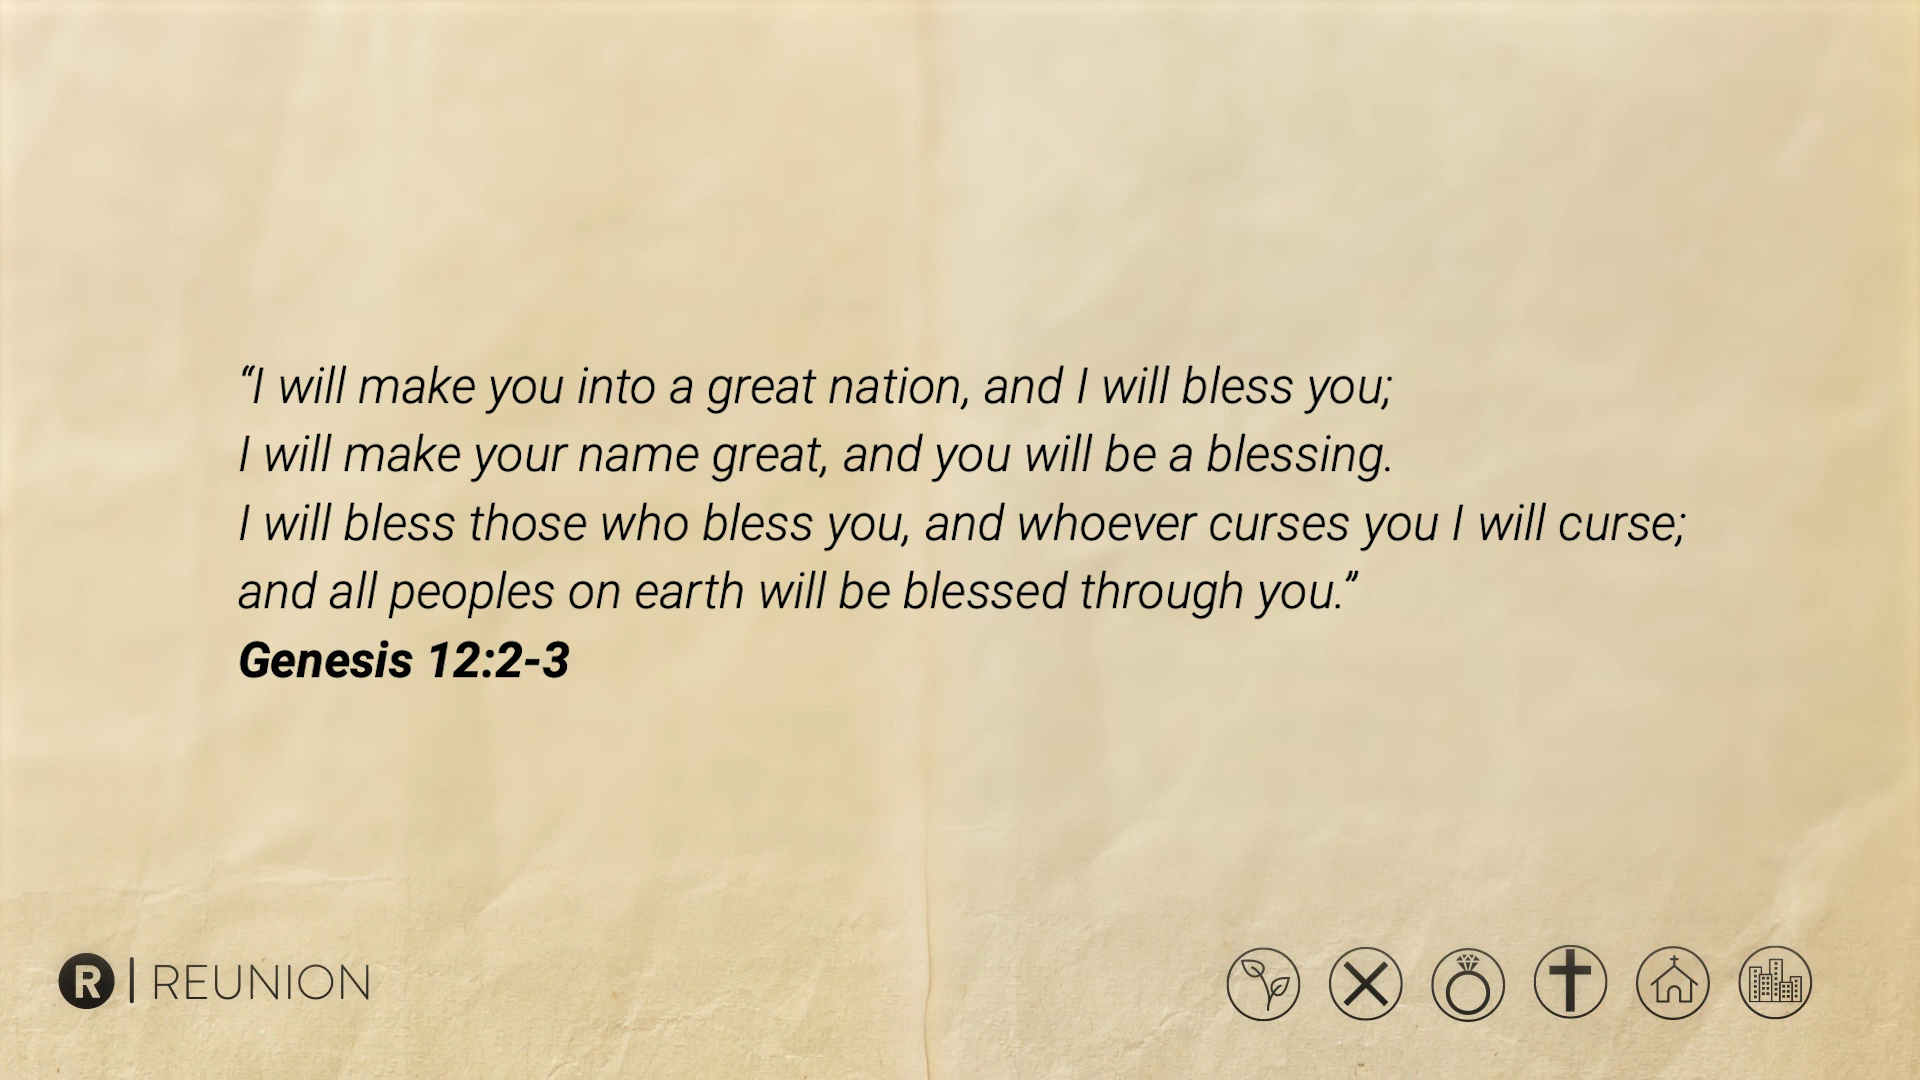 “I will make you into a great nation, and I will bless you;
I will make your name great, and you will be a blessing.
I will bless those who bless you, and whoever curses you I will curse;
and all peoples on earth will be blessed through you.”
Genesis 12:2-3
R | REUNION